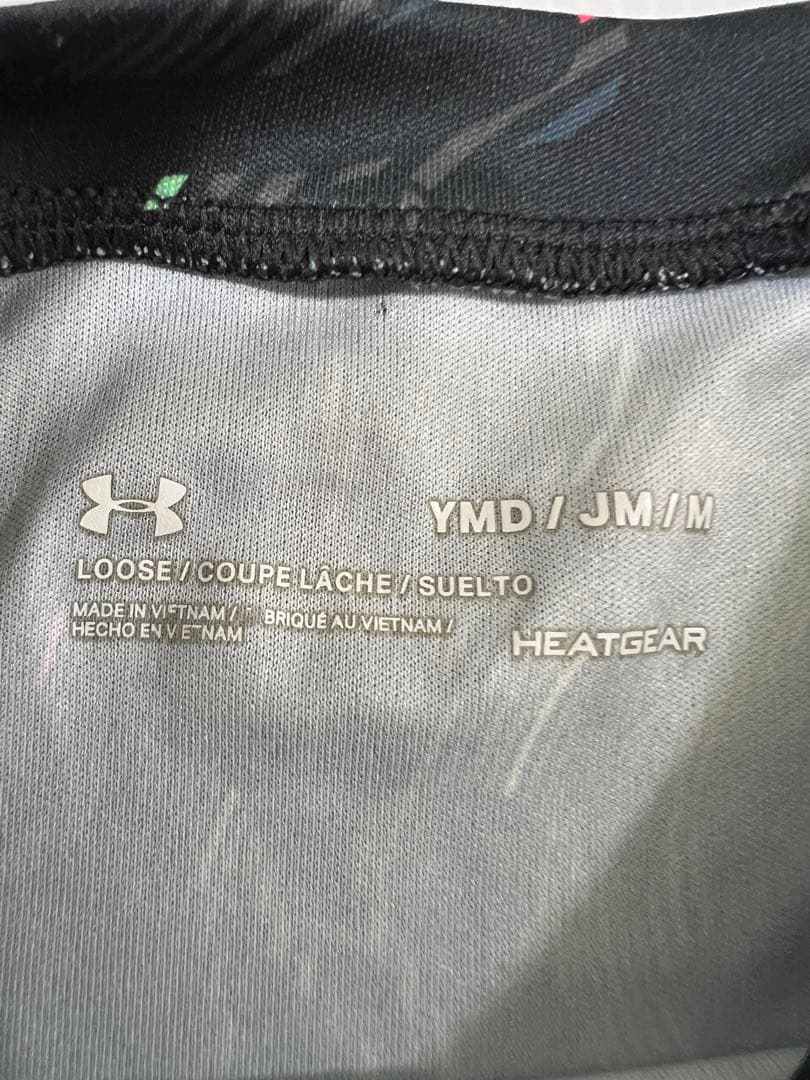 YMD / JM / M
LOOSE / COUPE LÂCHE / SUELTO
MADE IN VIETNAM / BRIQUÉ AU VIETNAM /
HECHO EN VIETNAM
HEATGEAR